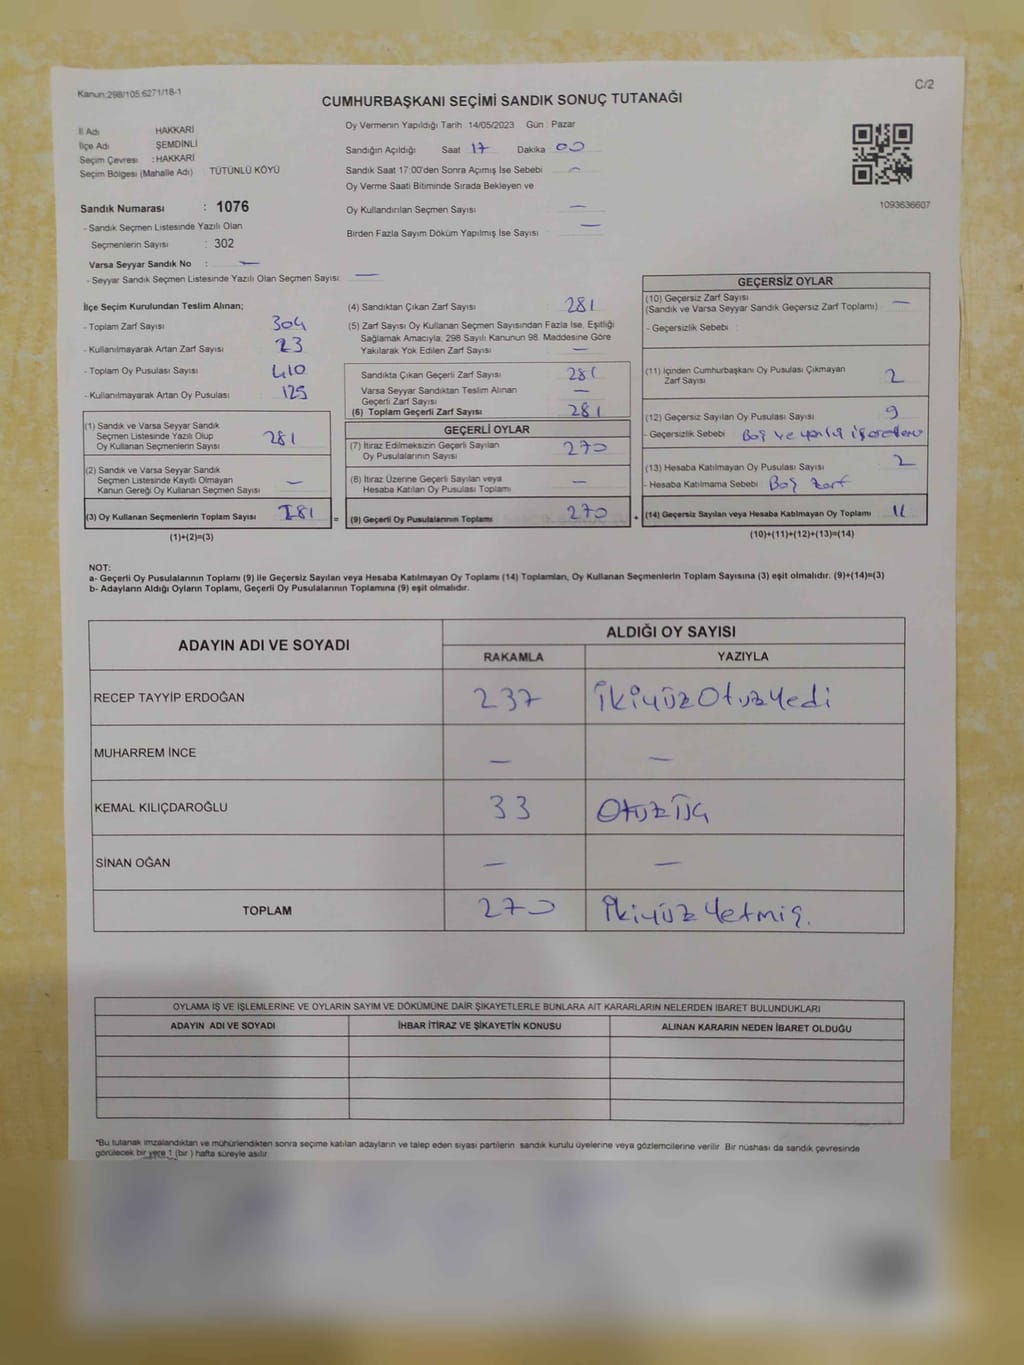 Kanun:298/105,6271/18-1
C/2
CUMHURBAŞKANI SEÇİMİ SANDIK SONUÇ TUTANAĞI
İl Adı HAKKARİ
İlçe Adı ŞEMDİNLİ
Seçim Çevresi : HAKKARİ
Seçim Bölgesi (Mahalle Adı) TÜTÜNLÜ KÖYÜ
Sandık Numarası : 1076
- Sandık Seçmen Listesinde Yazılı Olan
Seçmenlerin Sayısı : 302
Varsa Seyyar Sandık No : —
- Seyyar Sandık Seçmen Listesinde Yazılı Olan Seçmen Sayısı: —
Oy Vermenin Yapıldığı Tarih 14/05/2023 Gün : Pazar
Sandığın Açıldığı Saat 17 Dakika 00
Sandık Saat 17:00'den Sonra Açımış İse Sebebi —
Oy Verme Saati Bitiminde Sırada Bekleyen ve
Oy Kullandırılan Seçmen Sayısı —
Birden Fazla Sayım Döküm Yapılmış İse Sayısı —
1093636607
İlçe Seçim Kurulundan Teslim Alınan;
- Toplam Zarf Sayısı 304
- Kullanılmayarak Artan Zarf Sayısı 23
- Toplam Oy Pusulası Sayısı 410
- Kullanılmayarak Artan Oy Pusulası 125
(1) Sandık ve Varsa Seyyar Sandık
Seçmen Listesinde Yazılı Olup
Oy Kullanan Seçmenlerin Sayısı 281
(2) Sandık ve Varsa Seyyar Sandık
Seçmen Listesinde Kayıtlı Olmayan
Kanun Gereği Oy Kullanan Seçmen Sayısı —
(3) Oy Kullanan Seçmenlerin Toplam Sayısı 281 =
(1)+(2)=(3)
(4) Sandıktan Çıkan Zarf Sayısı 281
(5) Zarf Sayısı Oy Kullanan Seçmen Sayısından Fazla İse, Eşitliği
Sağlamak Amacıyla, 298 Sayılı Kanunun 98. Maddesine Göre
Yakılarak Yok Edilen Zarf Sayısı —
Sandıkta Çıkan Geçerli Zarf Sayısı 281
Varsa Seyyar Sandıktan Teslim Alınan
Geçerli Zarf Sayısı —
(6) Toplam Geçerli Zarf Sayısı 281
GEÇERLİ OYLAR
(7) İtiraz Edilmeksizin Geçerli Sayılan
Oy Pusulalarının Sayısı 270
(8) İtiraz Üzerine Geçerli Sayılan veya
Hesaba Katılan Oy Pusulası Toplamı —
(9) Geçerli Oy Pusulalarının Toplamı 270 +
GEÇERSİZ OYLAR
(10) Geçersiz Zarf Sayısı
(Sandık ve Varsa Seyyar Sandık Geçersiz Zarf Toplamı) —
- Geçersizlik Sebebi
(11) İçinden Cumhurbaşkanı Oy Pusulası Çıkmayan
Zarf Sayısı 2
(12) Geçersiz Sayılan Oy Pusulası Sayısı 9
- Geçersizlik Sebebi Boş ve yanlış
(13) Hesaba Katılmayan Oy Pusulası Sayısı 2
- Hesaba Katılmama Sebebi Boş zarf
(14) Geçersiz Sayılan veya Hesaba Katılmayan Oy Toplamı 11
(10)+(11)+(12)+(13)=(14)
NOT:
a- Geçerli Oy Pusulalarının Toplamı (9) ile Geçersiz Sayılan veya Hesaba Katılmayan Oy Toplamı (14) Toplamları, Oy Kullanan Seçmenlerin Toplam Sayısına (3) eşit olmalıdır. (9)+(14)=(3)
b- Adayların Aldığı Oyların Toplamı, Geçerli Oy Pusulalarının Toplamına (9) eşit olmalıdır.
ADAYIN ADI VE SOYADI ALDIĞI OY SAYISI
RAKAMLA YAZIYLA
RECEP TAYYİP ERDOĞAN 237 İkiyüzOtuzYedi
MUHARREM İNCE — —
KEMAL KILIÇDAROĞLU 33 OtuzÜç
SİNAN OĞAN — —
TOPLAM 270 İkiyüzYetmiş.
OYLAMA İŞ VE İŞLEMLERİNE VE OYLARIN SAYIM VE DÖKÜMÜNE DAİR ŞİKAYETLERLE BUNLARA AİT KARARLARIN NELERDEN İBARET BULUNDUKLARI
ADAYIN ADI VE SOYADI İHBAR İTİRAZ VE ŞİKAYETİN KONUSU ALINAN KARARIN NEDEN İBARET OLDUĞU
*Bu tutanak imzalandıktan ve mühürlendikten sonra seçime katılan adayların ve talep eden siyasi partilerin sandık kurulu üyelerine veya gözlemcilerine verilir. Bir nüshası da sandık çevresinde
görülecek bir yere 1 (bir ) hafta süreyle asılır.